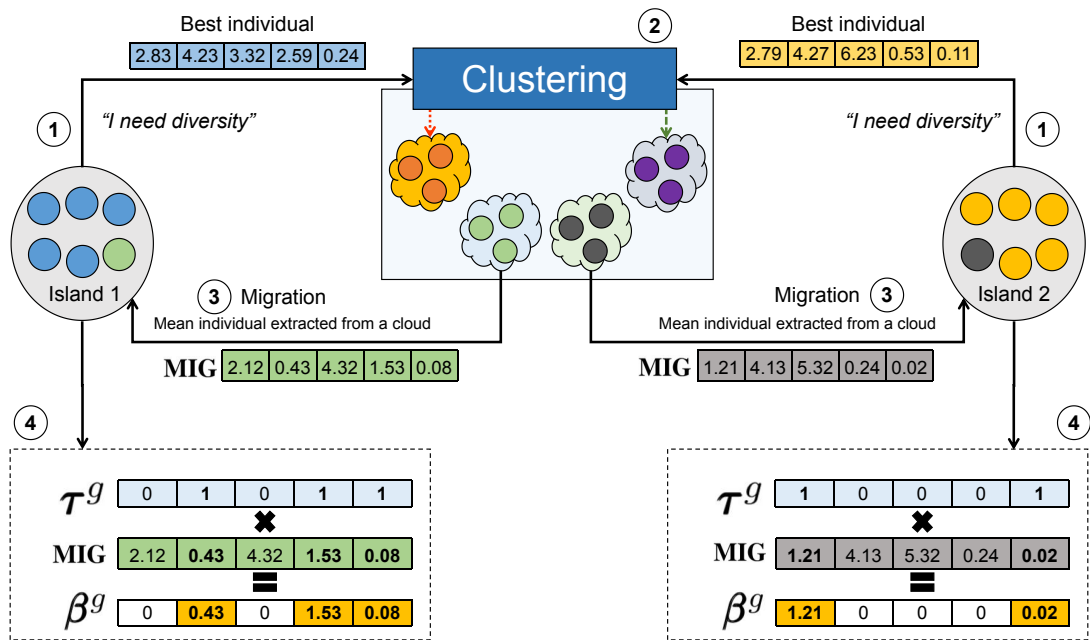 Best individual
2.83 4.23 3.32 2.59 0.24
2
Best individual
2.79 4.27 6.23 0.53 0.11
Clustering
1
"I need diversity"
"I need diversity"
1
Island 1
Island 2
3 Migration
Mean individual extracted from a cloud
MIG 2.12 0.43 4.32 1.53 0.08
Migration 3
Mean individual extracted from a cloud
MIG 1.21 4.13 5.32 0.24 0.02
4
τ^g 0 1 0 1 1
×
MIG 2.12 0.43 4.32 1.53 0.08
=
β^g 0 0.43 0 1.53 0.08
4
τ^g 1 0 0 0 1
×
MIG 1.21 4.13 5.32 0.24 0.02
=
β^g 1.21 0 0 0 0.02